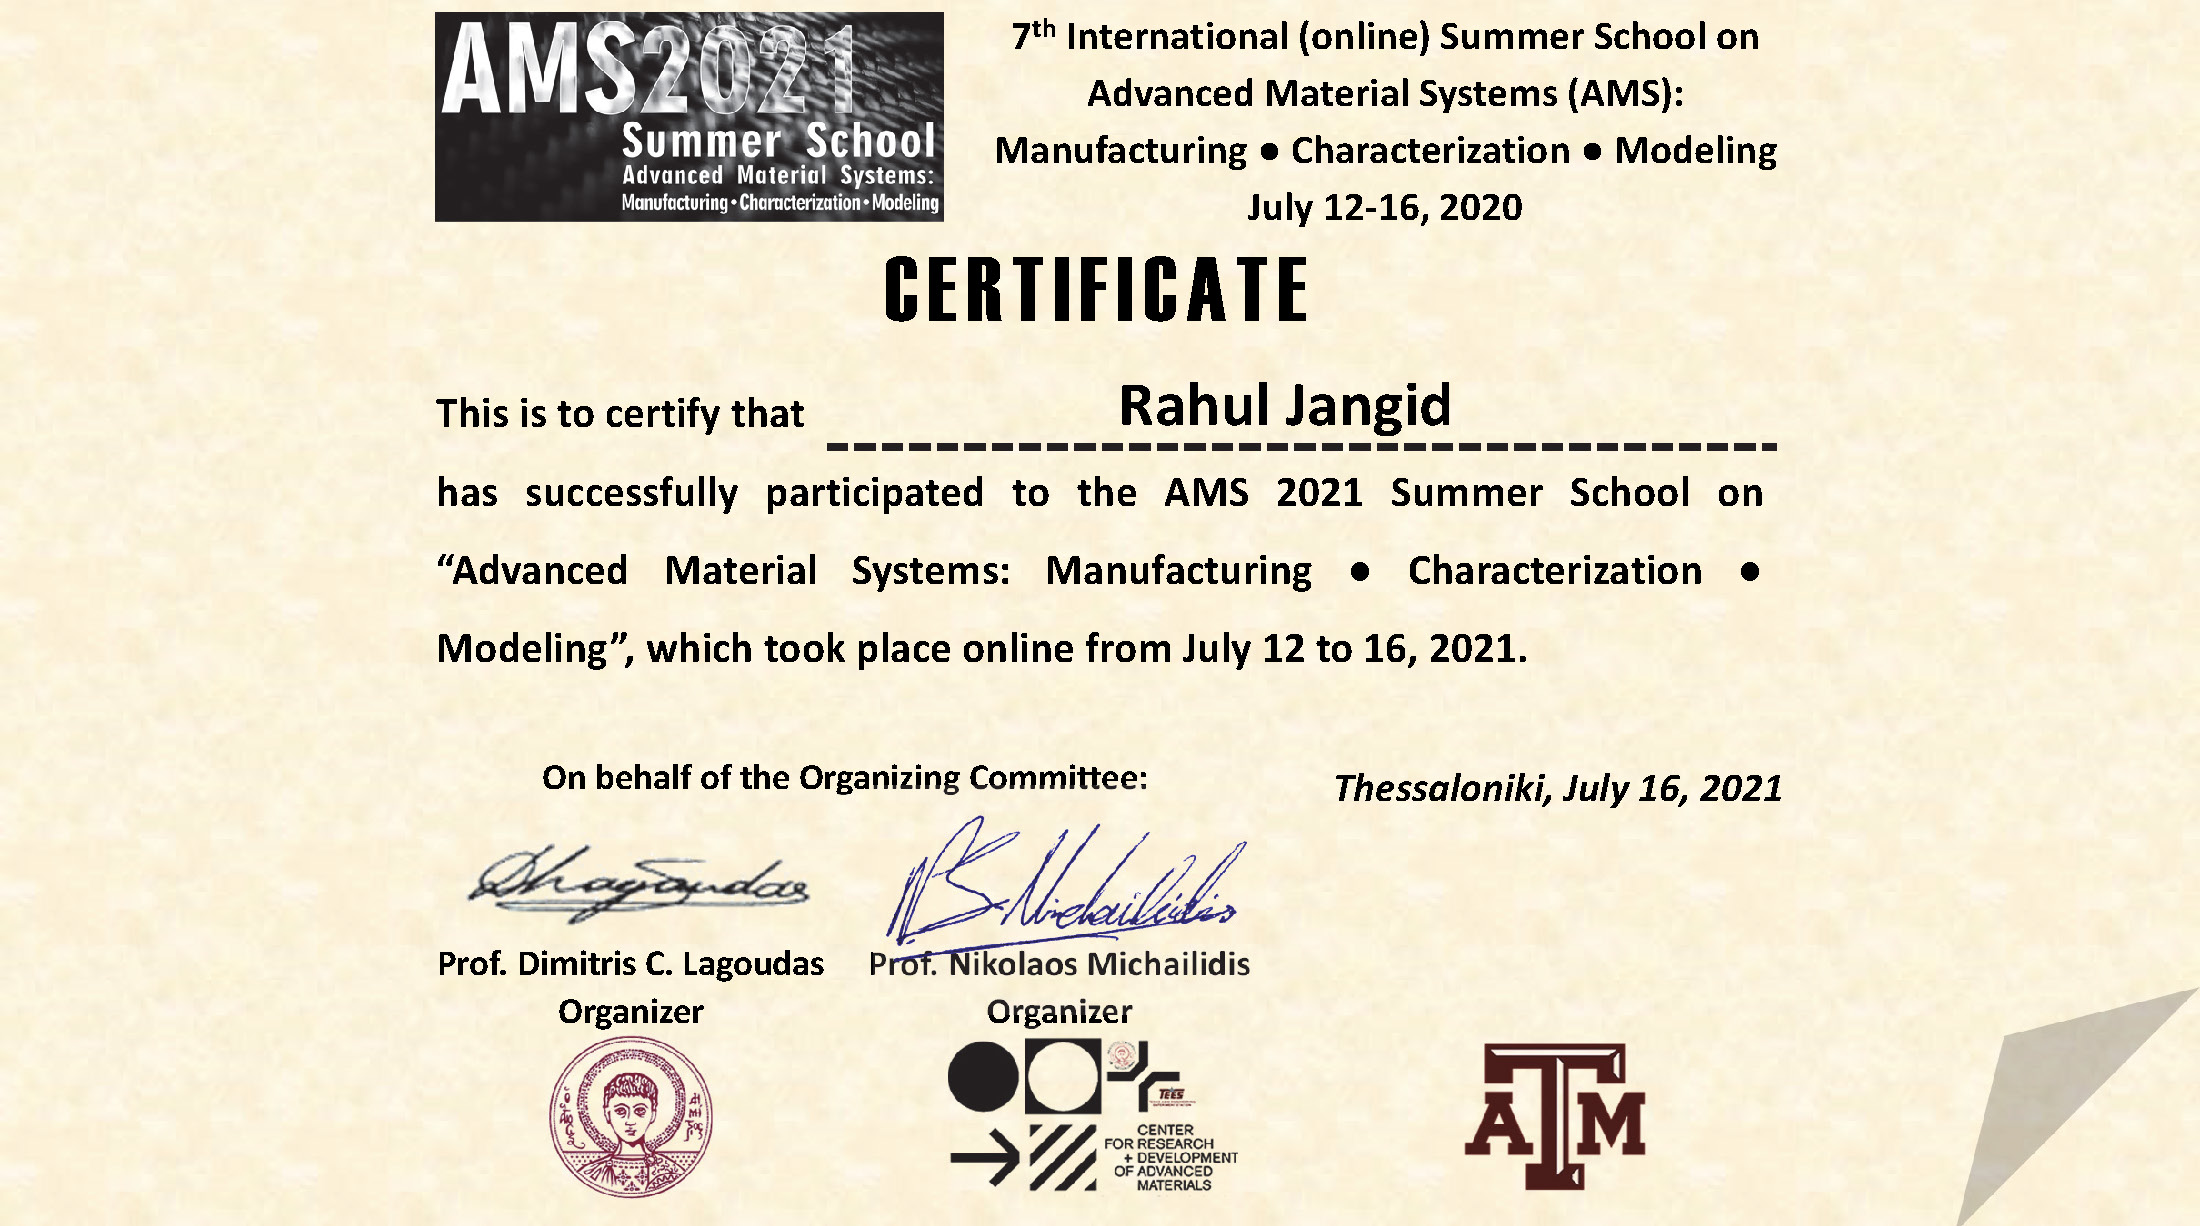 AMS2021
Summer School
Advanced Material Systems:
Manufacturing • Characterization • Modeling
7th International (online) Summer School on
Advanced Material Systems (AMS):
Manufacturing ● Characterization ● Modeling
July 12-16, 2020
CERTIFICATE
This is to certify that Rahul Jangid
has successfully participated to the AMS 2021 Summer School on
“Advanced Material Systems: Manufacturing ● Characterization ●
Modeling”, which took place online from July 12 to 16, 2021.
On behalf of the Organizing Committee:
Thessaloniki, July 16, 2021
Prof. Dimitris C. Lagoudas
Organizer
Prof. Nikolaos Michailidis
Organizer
TEES
CENTER
FOR RESEARCH
+ DEVELOPMENT
OF ADVANCED
MATERIALS
ATM